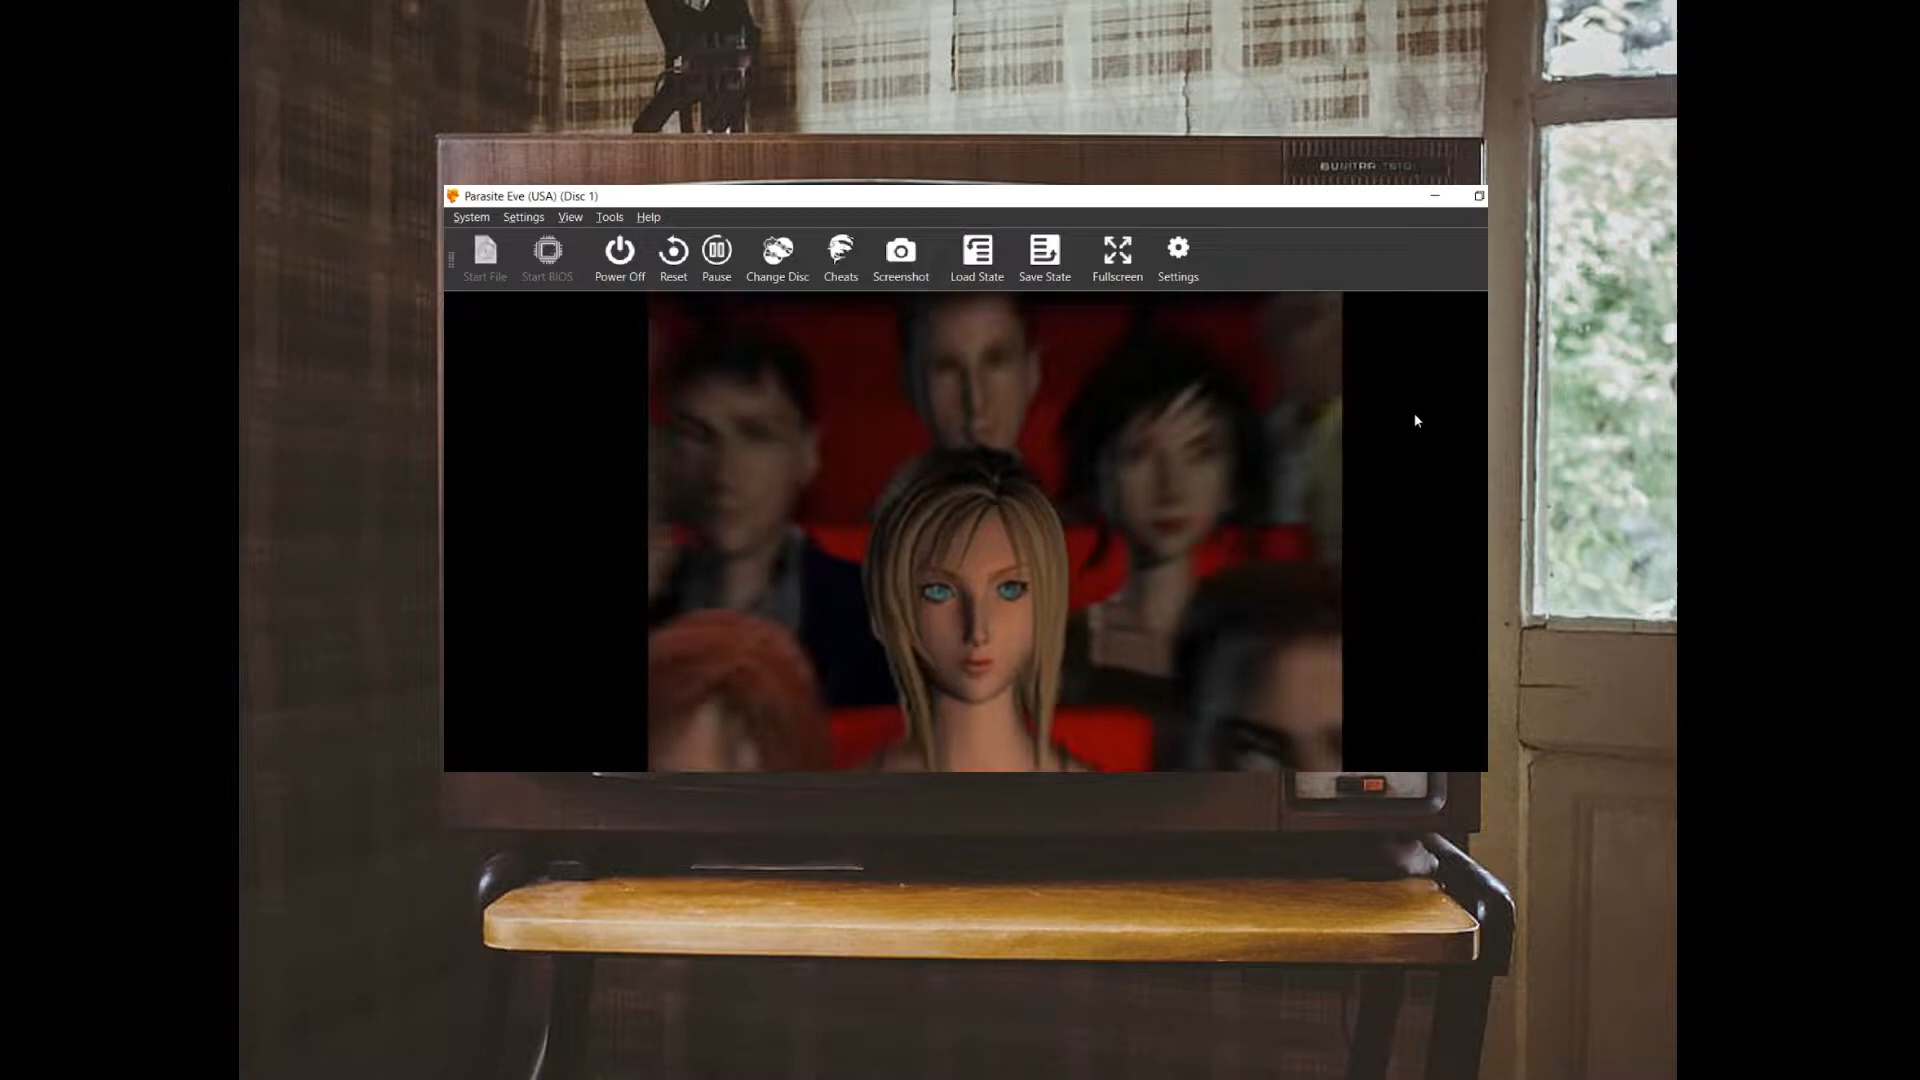 Parasite Eve (USA) (Disc 1)
System Settings View Tools Help
Start File Start BIOS Power Off Reset Pause Change Disc Cheats Screenshot Load State Save State Fullscreen Settings